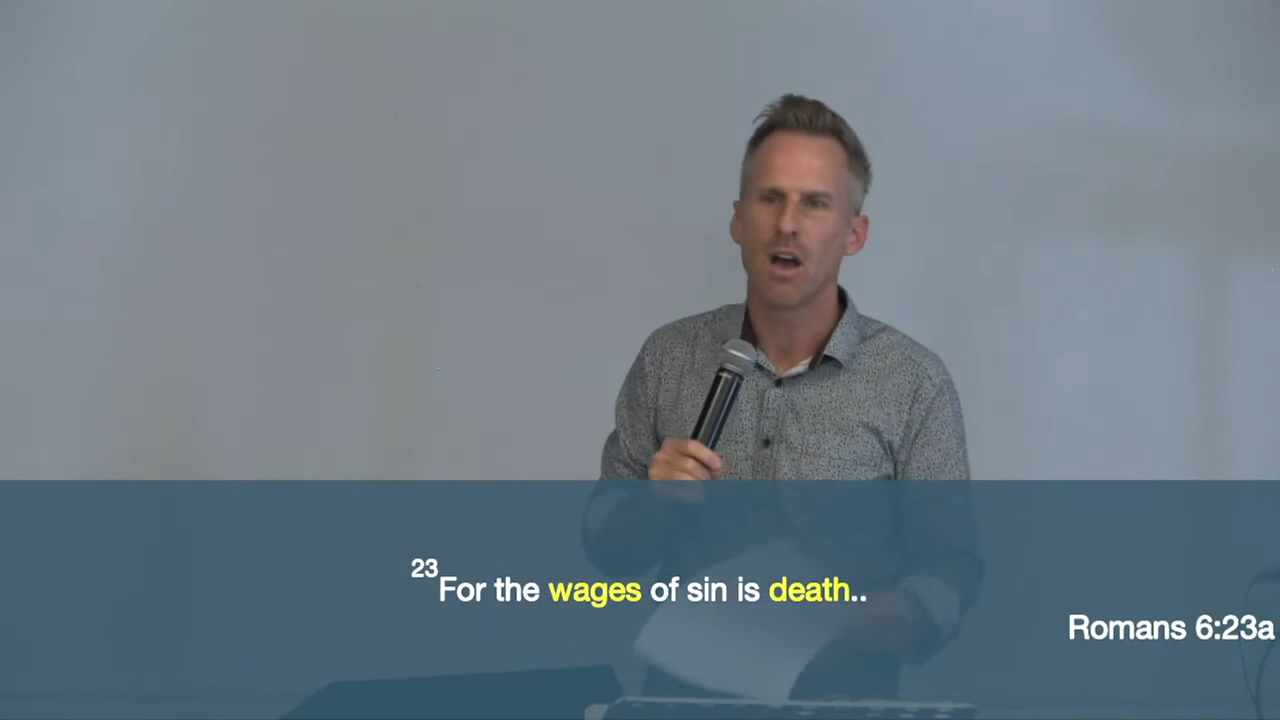 23For the wages of sin is death..
Romans 6:23a